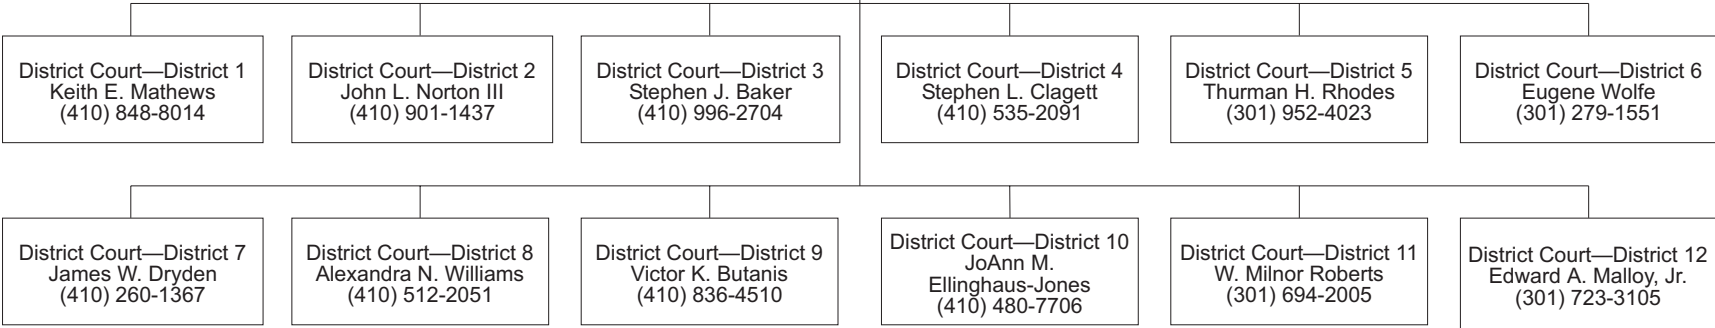 District Court—District 1
Keith E. Mathews
(410) 848-8014
District Court—District 2
John L. Norton III
(410) 901-1437
District Court—District 3
Stephen J. Baker
(410) 996-2704
District Court—District 4
Stephen L. Clagett
(410) 535-2091
District Court—District 5
Thurman H. Rhodes
(301) 952-4023
District Court—District 6
Eugene Wolfe
(301) 279-1551
District Court—District 7
James W. Dryden
(410) 260-1367
District Court—District 8
Alexandra N. Williams
(410) 512-2051
District Court—District 9
Victor K. Butanis
(410) 836-4510
District Court—District 10
JoAnn M.
Ellinghaus-Jones
(410) 480-7706
District Court—District 11
W. Milnor Roberts
(301) 694-2005
District Court—District 12
Edward A. Malloy, Jr.
(301) 723-3105